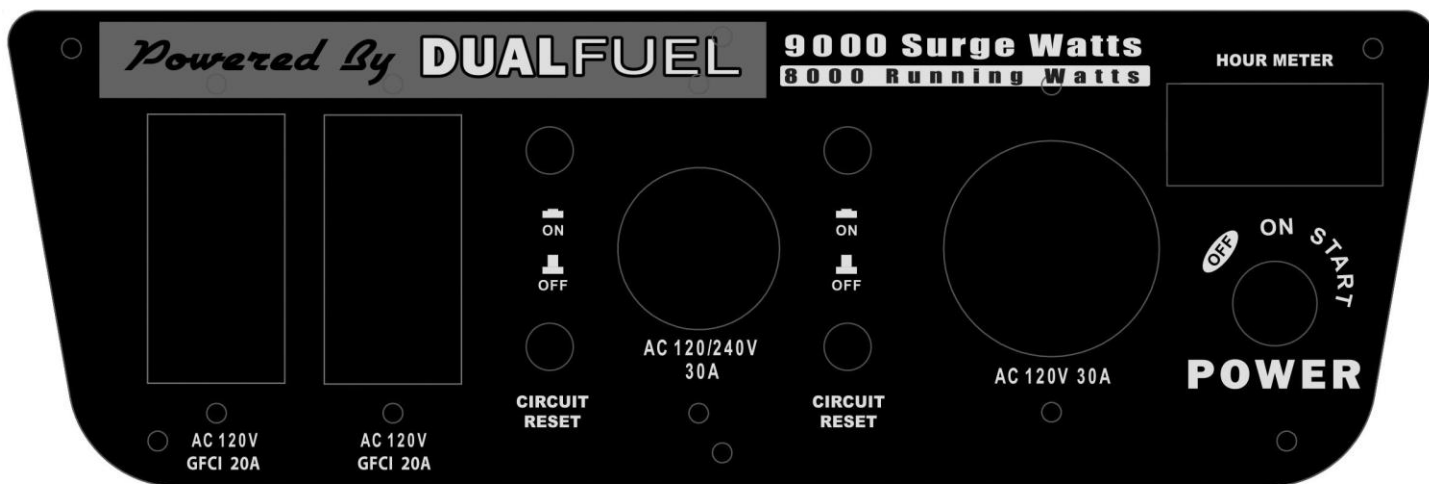 Powered By DUALFUEL
9000 Surge Watts
8000 Running Watts
HOUR METER
ON
OFF
ON
OFF
OFF ON START
AC 120/240V
30A
AC 120V 30A
POWER
CIRCUIT
RESET
CIRCUIT
RESET
AC 120V
GFCI 20A
AC 120V
GFCI 20A